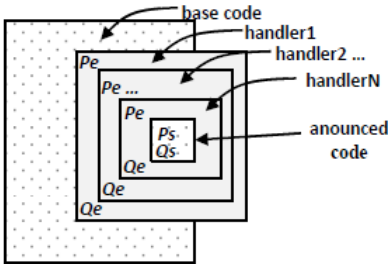 base code
handler1
Pe
handler2 ...
Pe ...
handlerN
Pe
Ps
Qs
anounced
code
Qe
Qe
Qe